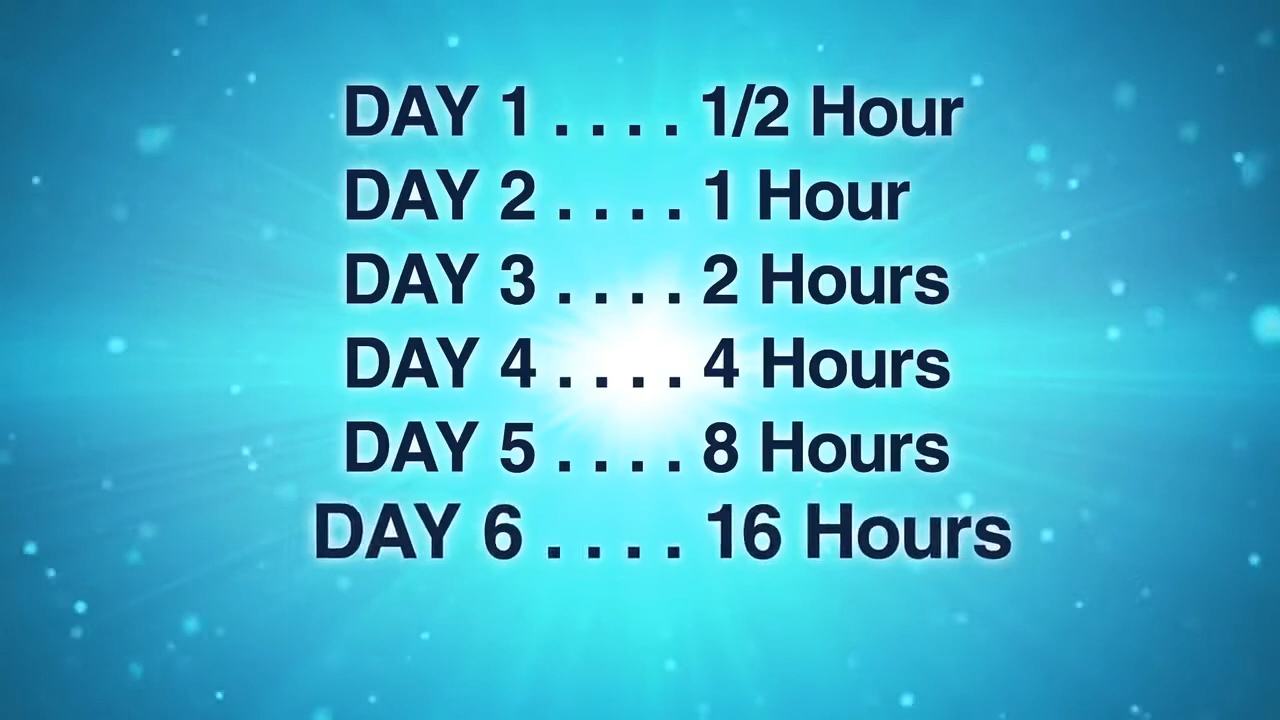 DAY 1 . . . . 1/2 Hour
DAY 2 . . . . 1 Hour
DAY 3 . . . . 2 Hours
DAY 4 . . . . 4 Hours
DAY 5 . . . . 8 Hours
DAY 6 . . . . 16 Hours